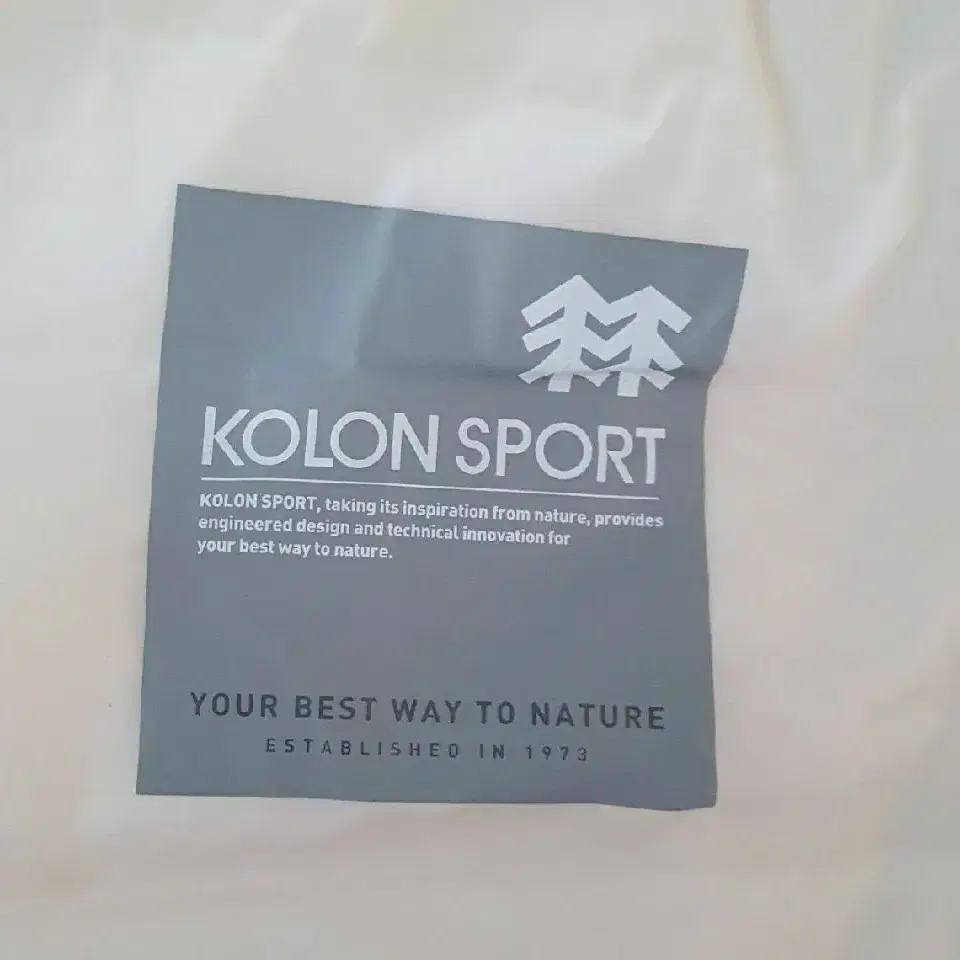 KOLON SPORT
KOLON SPORT, taking its inspiration from nature, provides
engineered design and technical innovation for
your best way to nature.
YOUR BEST WAY TO NATURE
ESTABLISHED IN 1973